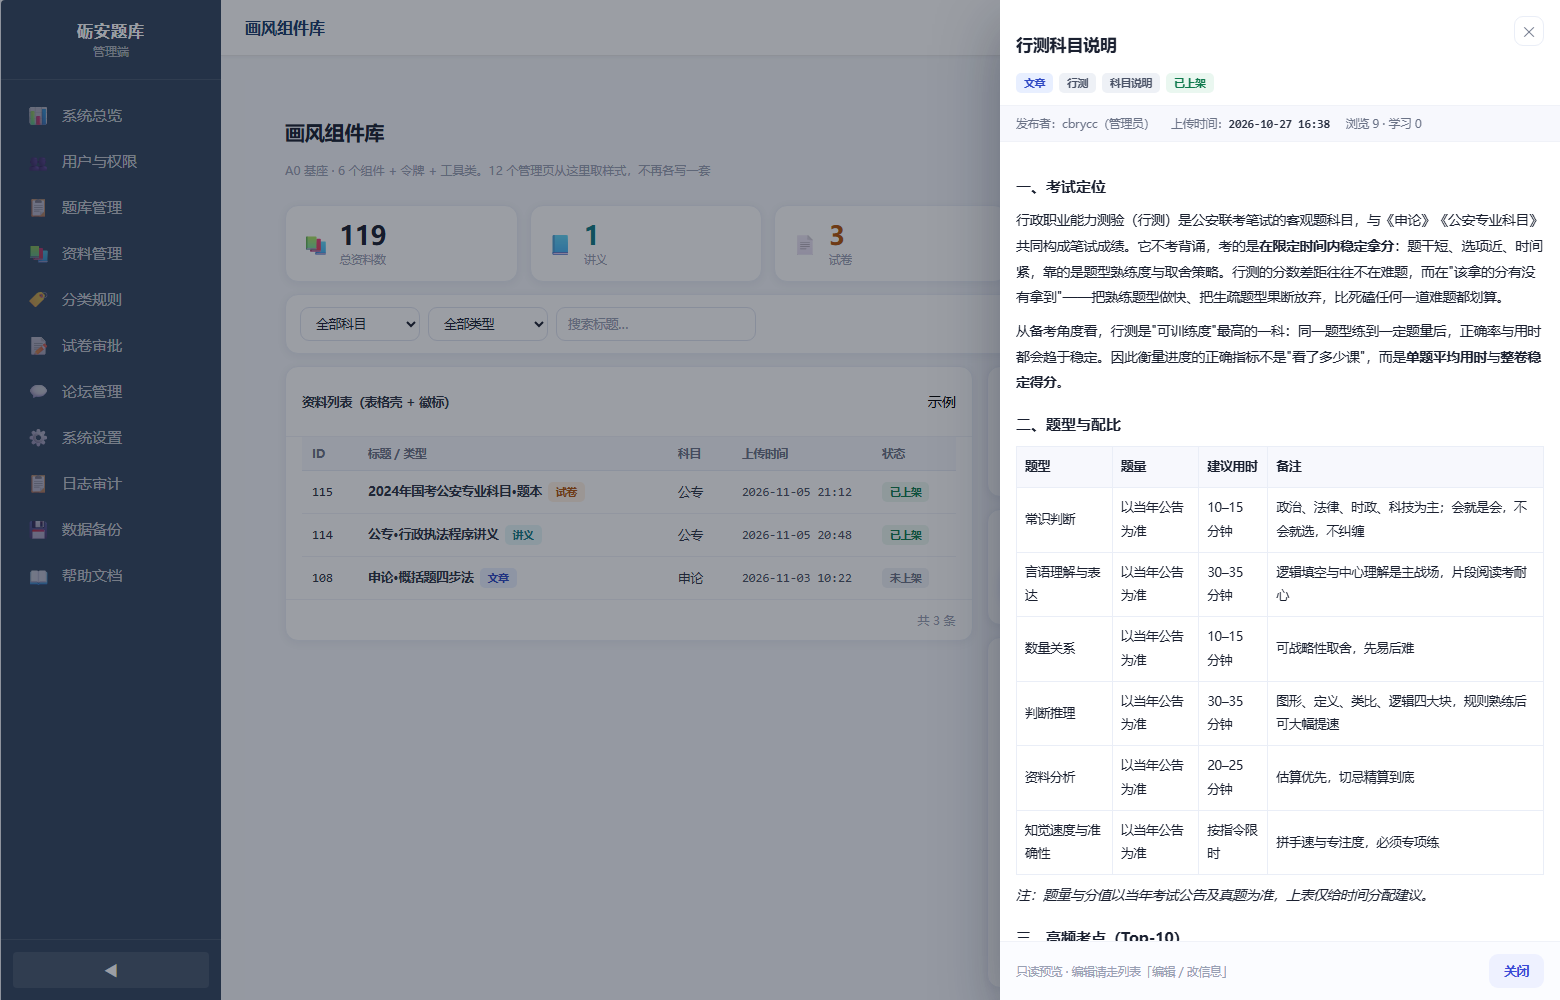 砺安题库
管理端
系统总览
用户与权限
题库管理
资料管理
分类规则
试卷审批
论坛管理
系统设置
日志审计
数据备份
帮助文档
画风组件库
画风组件库
A0 基座 · 6 个组件 + 令牌 + 工具类。12 个管理页从这里取样式，不再各写一套
119
总资料数
1
讲义
3
试卷
全部科目
全部类型
搜索标题...
资料列表（表格壳 + 徽标）
示例
ID 标题 / 类型 科目 上传时间 状态
115 2024年国考公安专业科目·题本 试卷 公专 2026-11-05 21:12 已上架
114 公专·行政执法程序讲义 讲义 公专 2026-11-05 20:48 已上架
108 申论·概括题四步法 文章 申论 2026-11-03 10:22 未上架
共 3 条
行测科目说明
文章 行测 科目说明 已上架
发布者：cbrycc（管理员） 上传时间：2026-10-27 16:38 浏览 9 · 学习 0
一、考试定位
行政职业能力测验（行测）是公安联考笔试的客观题科目，与《申论》《公安专业科目》
共同构成笔试成绩。它不考背诵，考的是在限定时间内稳定拿分：题干短、选项近、时间
紧，靠的是题型熟练度与取舍策略。行测的分数差距往往不在难题，而在"该拿的分有没
有拿到"——把熟练题型做快、把生疏题型果断放弃，比死磕任何一道难题都划算。
从备考角度看，行测是"可训练度"最高的一科：同一题型练到一定题量后，正确率与用时
都会趋于稳定。因此衡量进度的正确指标不是"看了多少课"，而是单题平均用时与整卷稳
定得分。
二、题型与配比
题型 题量 建议用时 备注
常识判断 以当年公告为准 10–15 分钟 政治、法律、时政、科技为主；会就是会，不会就选，不纠缠
言语理解与表达 以当年公告为准 30–35 分钟 逻辑填空与中心理解是主战场，片段阅读考耐心
数量关系 以当年公告为准 10–15 分钟 可战略性取舍，先易后难
判断推理 以当年公告为准 30–35 分钟 图形、定义、类比、逻辑四大块，规则熟练后可大幅提速
资料分析 以当年公告为准 20–25 分钟 估算优先，切忌精算到底
知觉速度与准确性 以当年公告为准 按指令限时 拼手速与专注度，必须专项练
注：题量与分值以当年考试公告及真题为准，上表仅给时间分配建议。
三、高频考点（Top-10）
只读预览 · 编辑请走列表「编辑 / 改信息」
关闭